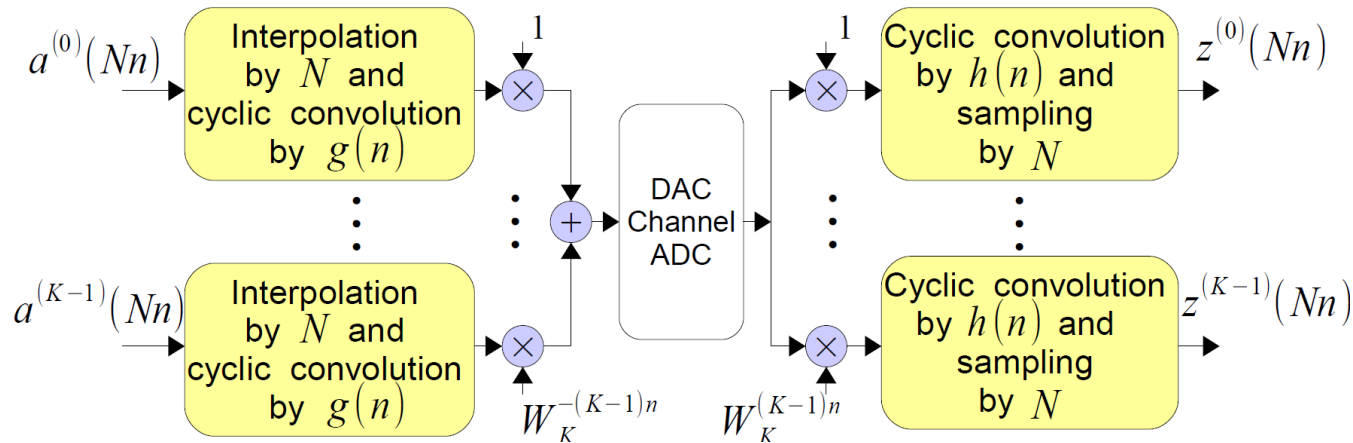 a^{(0)}(Nn)
Interpolation
by N and
cyclic convolution
by g(n)
1
×
DAC
Channel
ADC
1
×
Cyclic convolution
by h(n) and
sampling
by N
z^{(0)}(Nn)
+
a^{(K-1)}(Nn)
Interpolation
by N and
cyclic convolution
by g(n)
×
W_K^{-(K-1)n}
×
W_K^{(K-1)n}
Cyclic convolution
by h(n) and
sampling
by N
z^{(K-1)}(Nn)